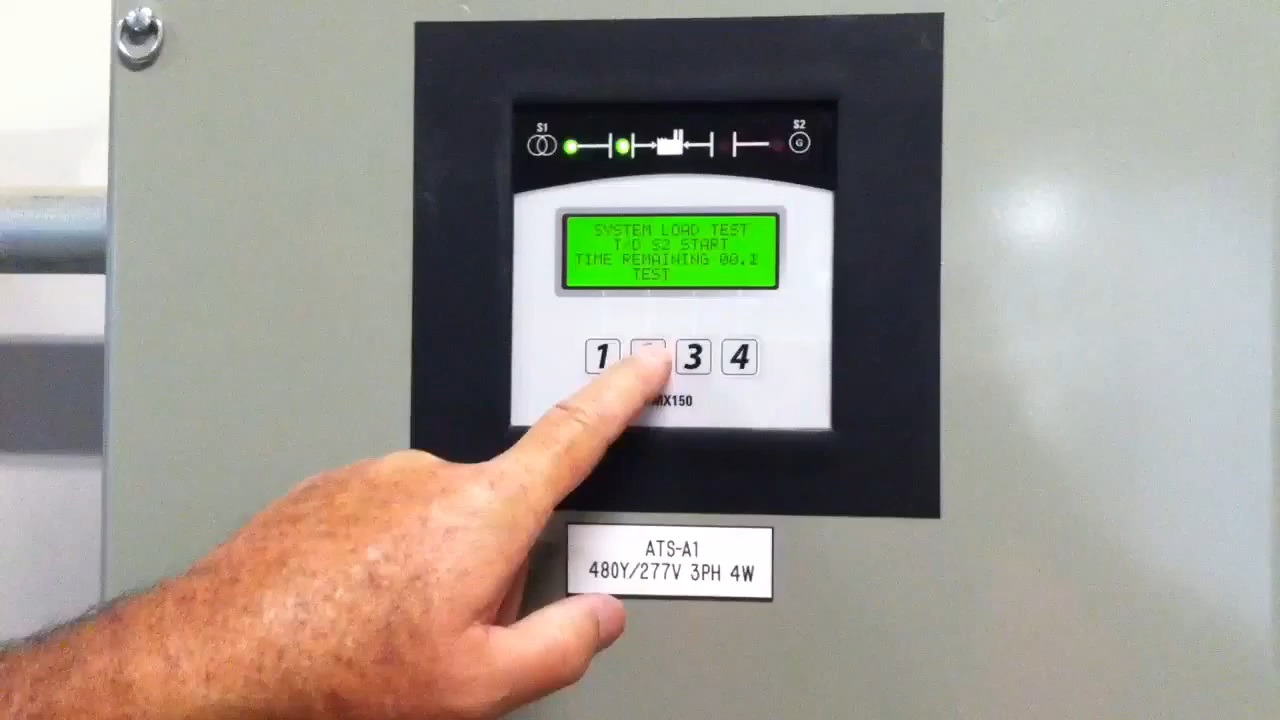 S1
S2
G
SYSTEM LOAD TEST
T/D S2 START
TIME REMAINING 00.1
TEST
1 3 4
MX150
ATS-A1
480Y/277V 3PH 4W